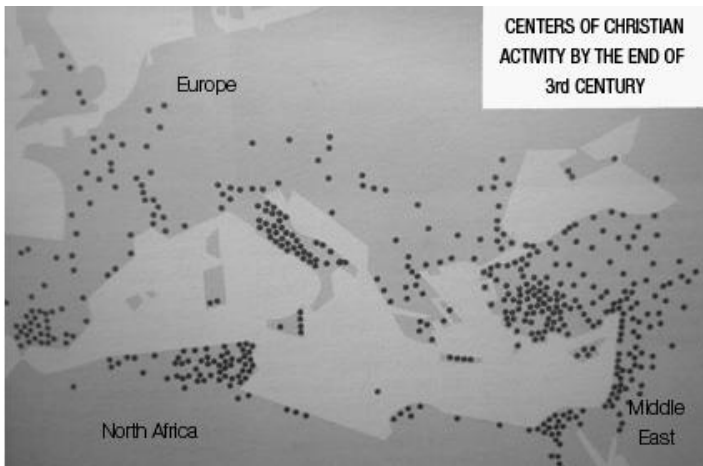 CENTERS OF CHRISTIAN
ACTIVITY BY THE END OF
3rd CENTURY
Europe
North Africa
Middle
East